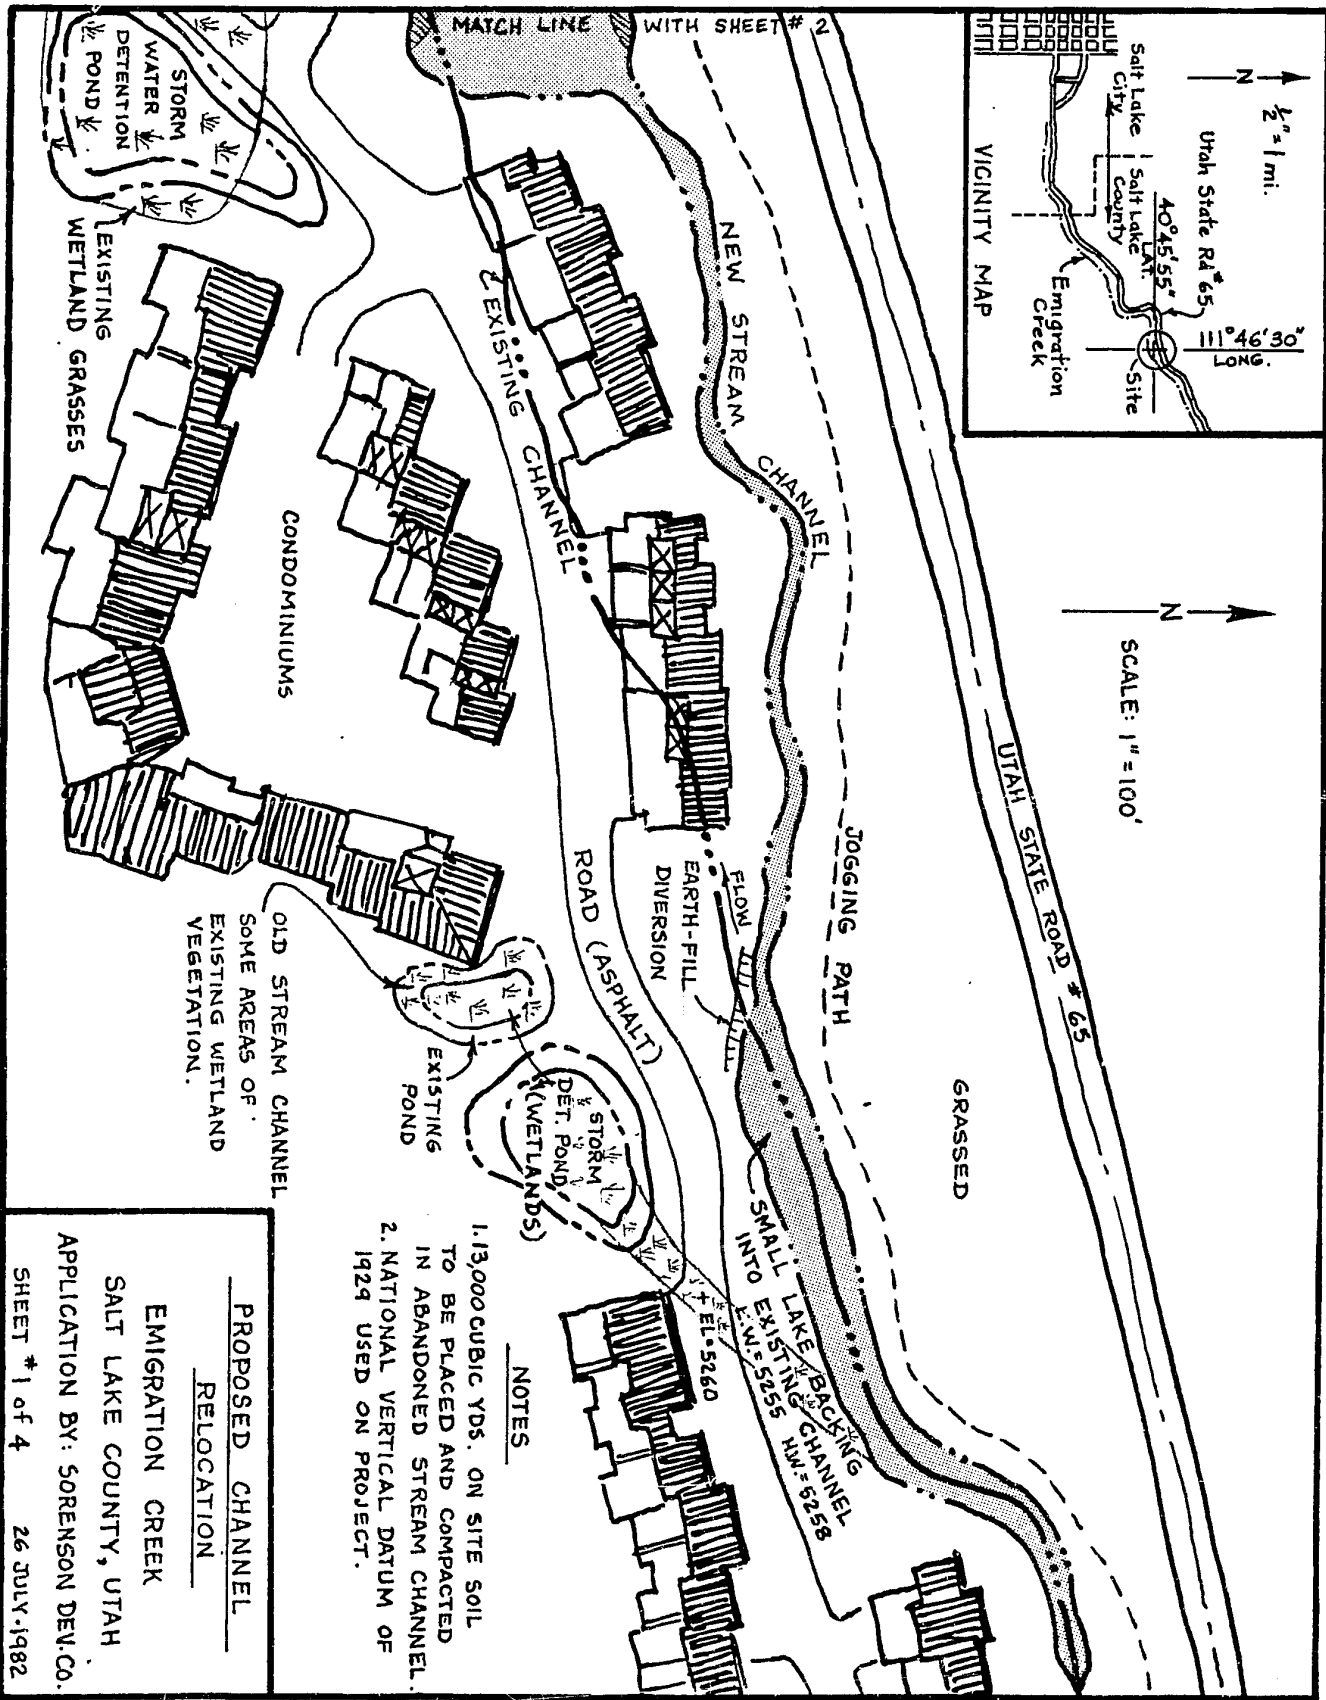 MATCH LINE WITH SHEET # 2
N
½" = 1 mi.
Utah State Rd # 65
Salt Lake
City
Salt Lake
County
40°45'55"
LAT.
111°46'30"
LONG.
Site
Emigration
Creek
VICINITY MAP
N
SCALE: 1" = 100'
UTAH STATE ROAD # 65
GRASSED
JOGGING PATH
NEW STREAM CHANNEL
℄ EXISTING CHANNEL
FLOW
EARTH-FILL
DIVERSION
SMALL LAKE BACKING
INTO EXISTING CHANNEL
L.W.=5255 H.W.=5258
+ EL=5260
ROAD (ASPHALT)
STORM
WATER
DETENTION
POND
EXISTING
WETLAND GRASSES
CONDOMINIUMS
STORM
DET. POND
(WETLANDS)
EXISTING
POND
OLD STREAM CHANNEL
SOME AREAS OF
EXISTING WETLAND
VEGETATION.
NOTES
1. 13,000 CUBIC YDS. ON SITE SOIL
TO BE PLACED AND COMPACTED
IN ABANDONED STREAM CHANNEL.
2. NATIONAL VERTICAL DATUM OF
1929 USED ON PROJECT.
PROPOSED CHANNEL
RELOCATION
EMIGRATION CREEK
SALT LAKE COUNTY, UTAH
APPLICATION BY: SORENSON DEV. CO.
SHEET # 1 of 4 26 JULY·1982